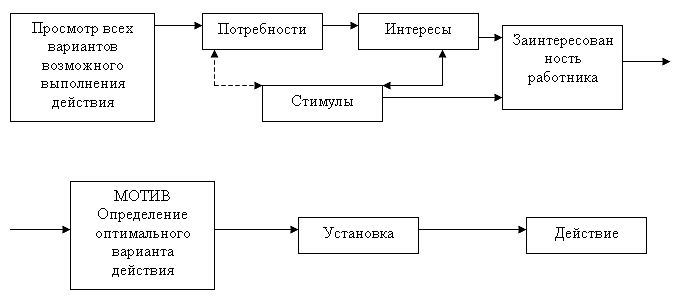 Просмотр всех
вариантов
возможного
выполнения
действия
Потребности
Интересы
Стимулы
Заинтересован
ность
работника
МОТИВ
Определение
оптимального
варианта
действия
Установка
Действие